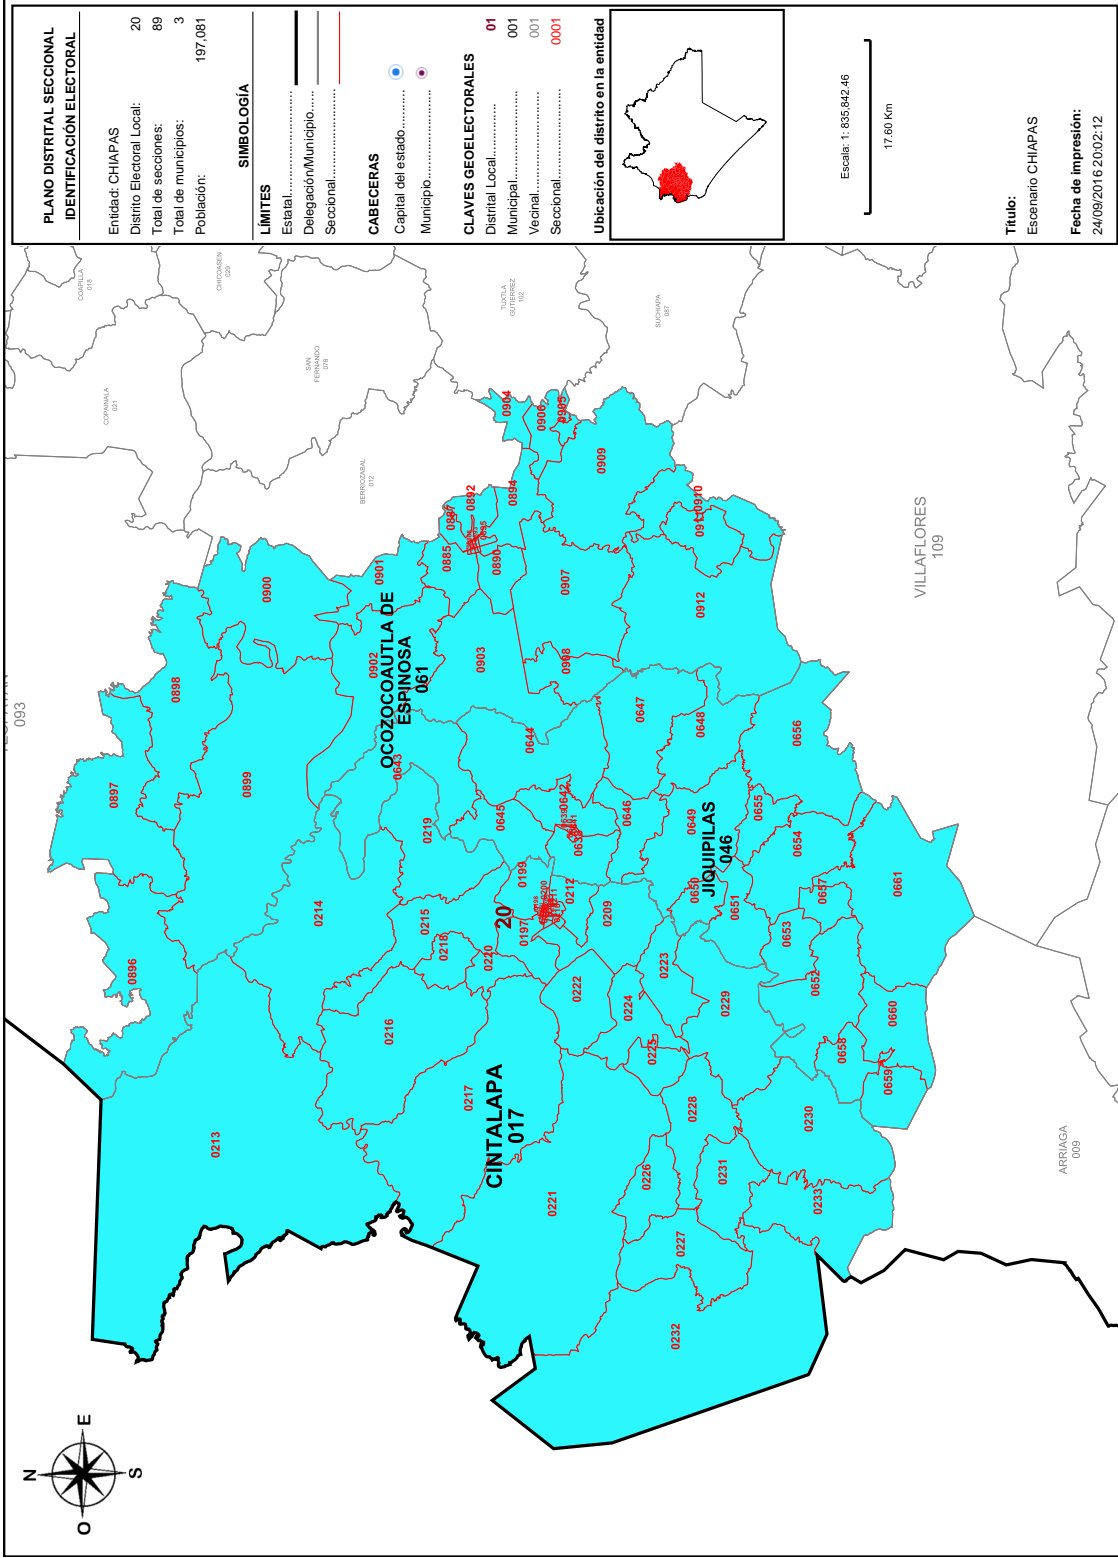 PLANO DISTRITAL SECCIONAL
IDENTIFICACIÓN ELECTORAL
Entidad: CHIAPAS
Distrito Electoral Local: 20
Total de secciones: 89
Total de municipios: 3
Población: 197,081
SIMBOLOGÍA
LÍMITES
Estatal
Delegación/Municipio
Seccional
CABECERAS
Capital del estado
Municipio
CLAVES GEOELECTORALES
Distrital Local 01
Municipal 001
Vecinal 001
Seccional 0001
Ubicación del distrito en la entidad
Escala: 1: 835,842.46
17.60 Km
Título:
Escenario CHIAPAS
Fecha de impresión:
24/09/2016 20:02:12
N
E
S
O
093
COAPILLA
018
CHICOASEN
029
COPAINALA
021
SAN
FERNANDO
078
BERRIOZABAL
012
TUXTLA
GUTIERREZ
102
SUCHIAPA
087
VILLAFLORES
109
ARRIAGA
009
OCOZOCOAUTLA DE
ESPINOSA
061
CINTALAPA
017
JIQUIPILAS
046
20
0896
0897
0898
0899
0900
0901
0902
0903
0904
0905
0906
0907
0908
0909
0910
0911
0912
0885
0887
0890
0892
0894
0895
0643
0644
0645
0642
0639
0646
0647
0648
0649
0650
0651
0652
0653
0654
0655
0656
0657
0658
0659
0660
0661
0197
0199
0200
0209
0212
0213
0214
0215
0216
0217
0218
0219
0220
0221
0222
0223
0224
0225
0226
0227
0228
0229
0230
0231
0232
0233